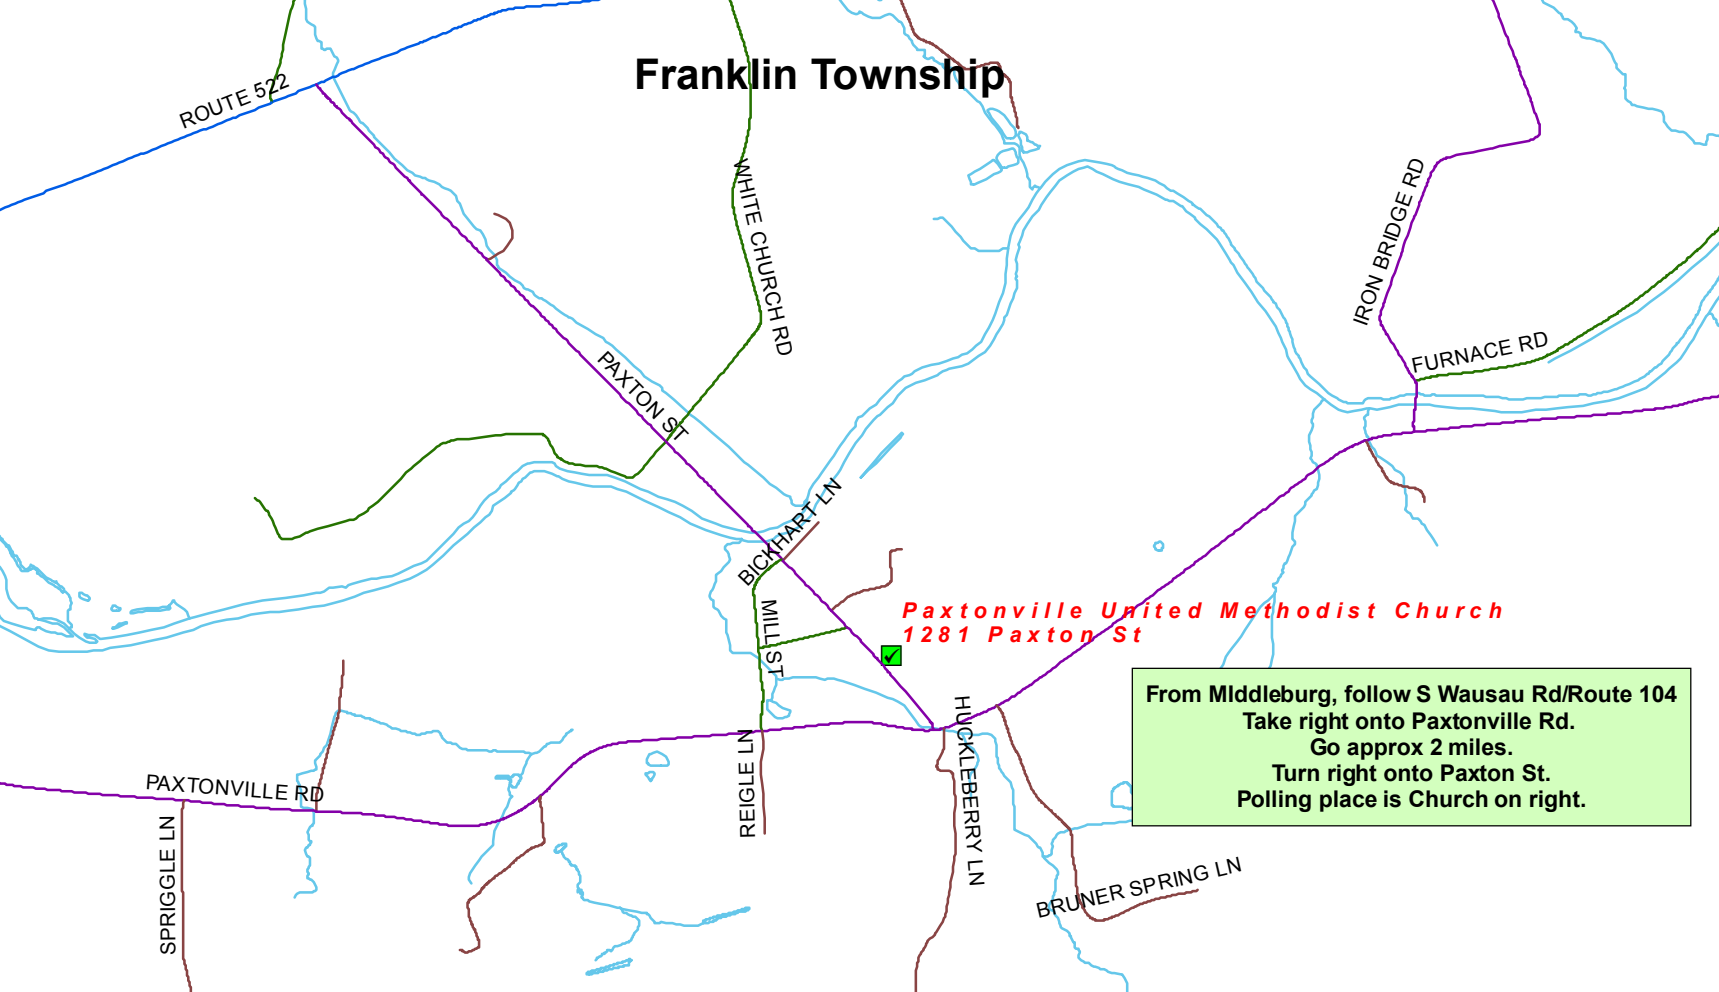 Franklin Township
ROUTE 522
WHITE CHURCH RD
IRON BRIDGE RD
FURNACE RD
PAXTON ST
BICKHART LN
MILL ST
Paxtonville United Methodist Church
1281 Paxton St
From MIddleburg, follow S Wausau Rd/Route 104
Take right onto Paxtonville Rd.
Go approx 2 miles.
Turn right onto Paxton St.
Polling place is Church on right.
HUCKLEBERRY LN
REIGLE LN
PAXTONVILLE RD
SPRIGGLE LN
BRUNER SPRING LN